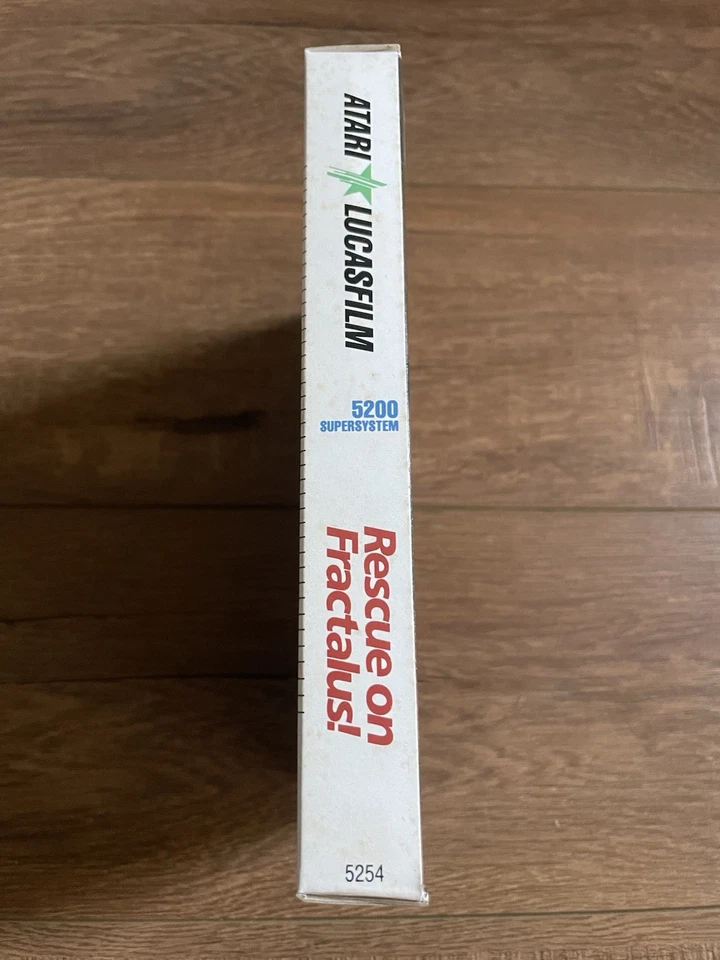 ATARI LUCASFILM
5200
SUPERSYSTEM
Rescue on
Fractalus!
5254